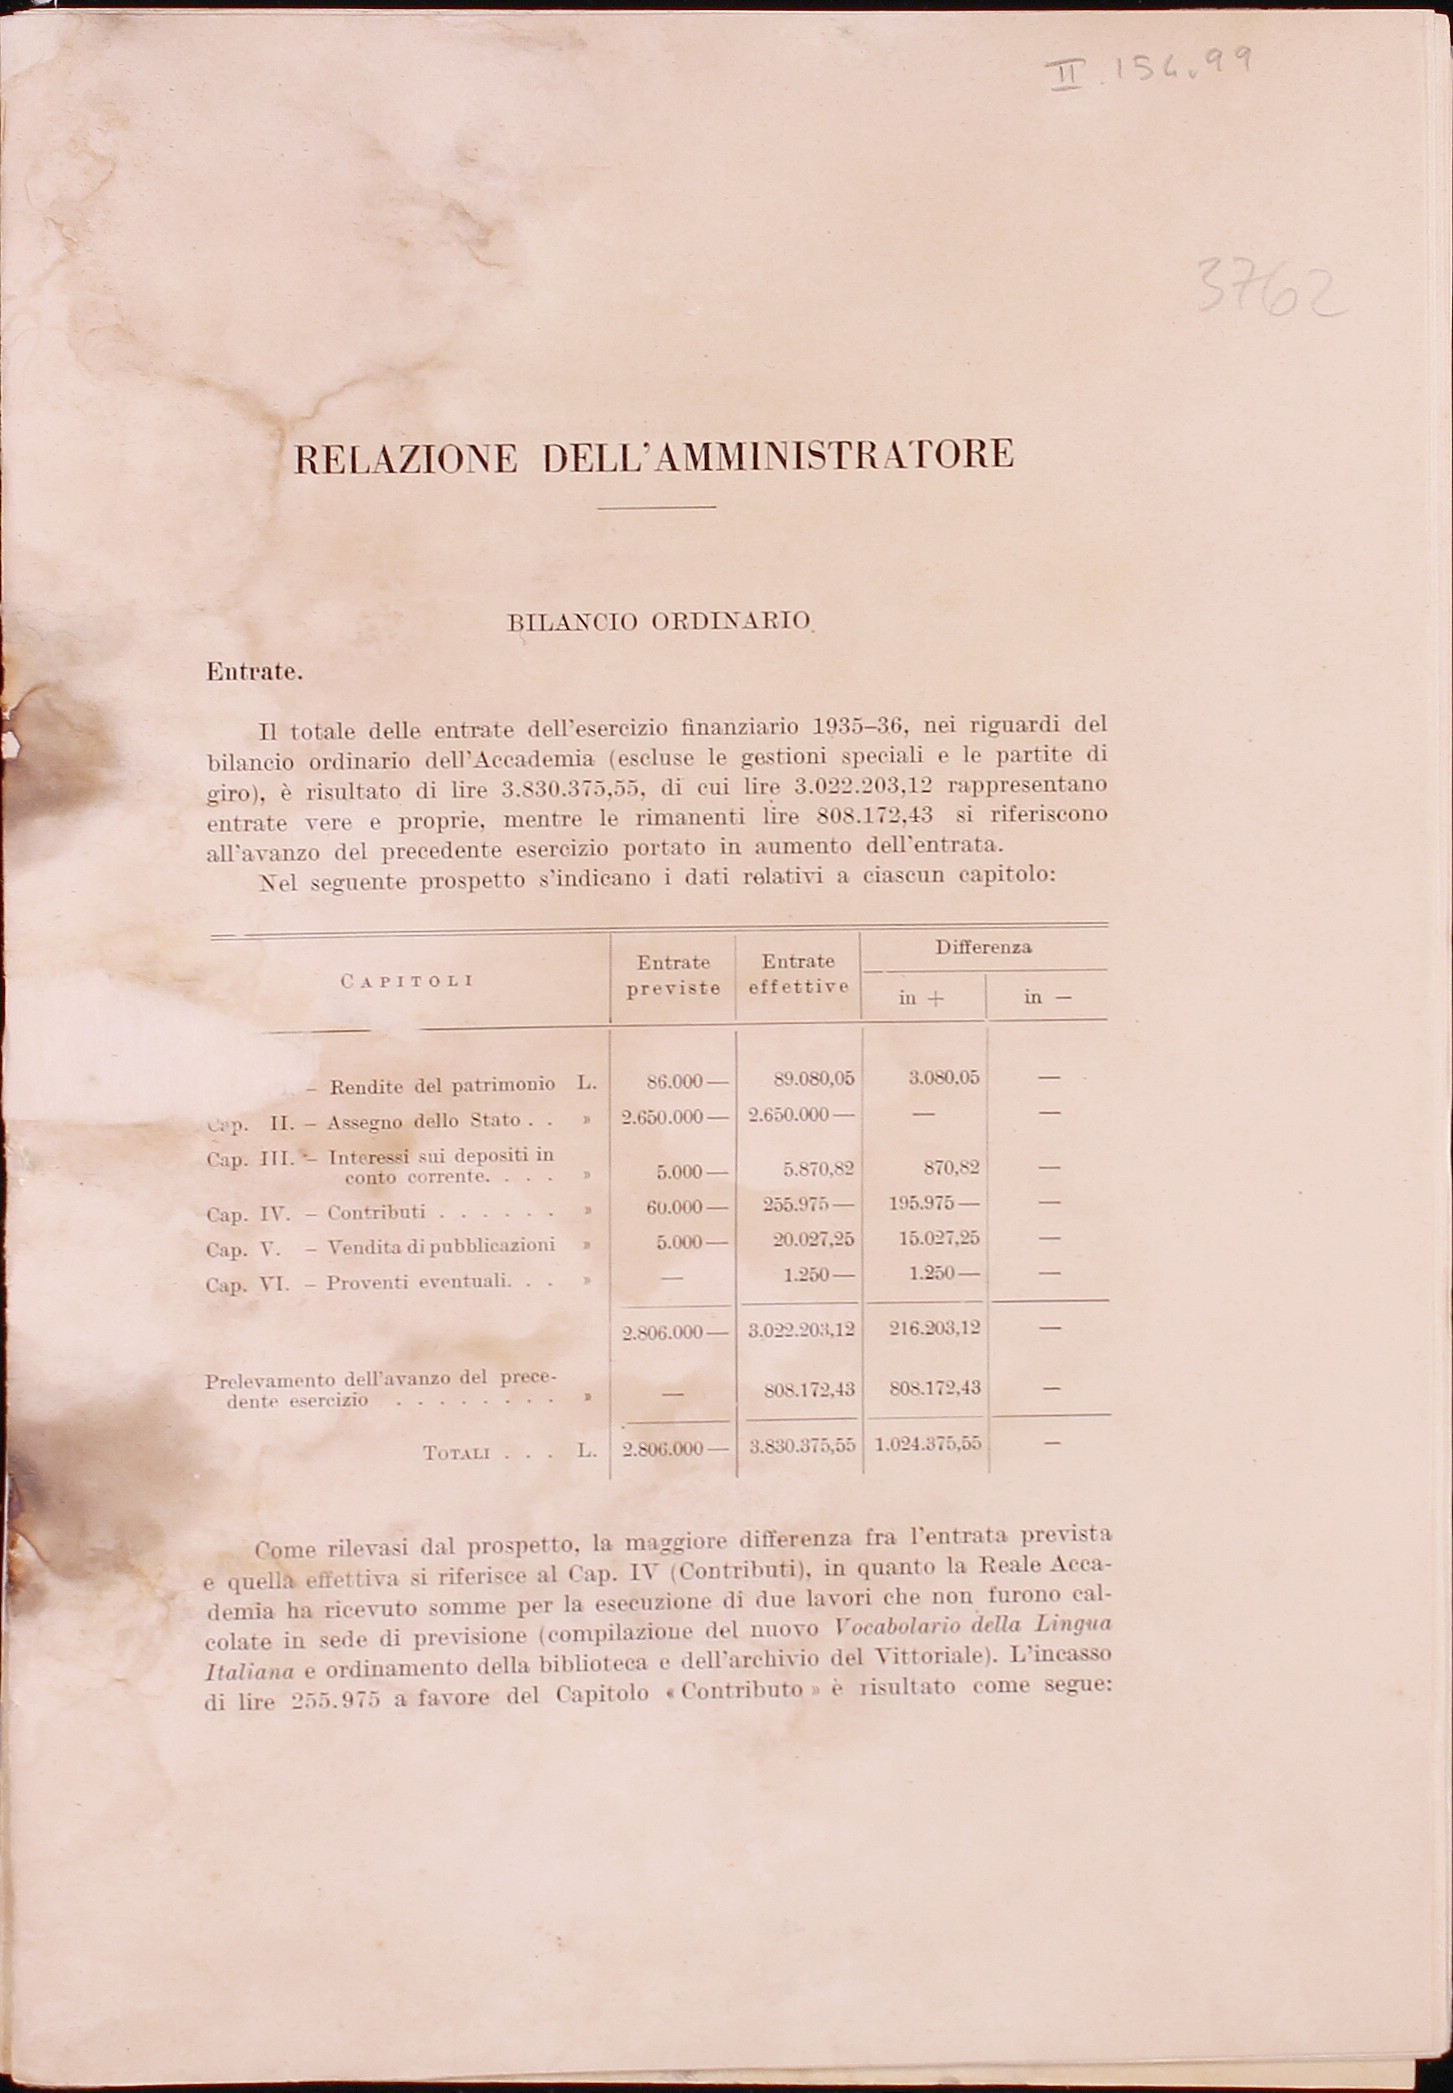 II. 154.99
3762
RELAZIONE DELL'AMMINISTRATORE
BILANCIO ORDINARIO
Entrate.
Il totale delle entrate dell'esercizio finanziario 1935–36, nei riguardi del
bilancio ordinario dell'Accademia (escluse le gestioni speciali e le partite di
giro), è risultato di lire 3.830.375,55, di cui lire 3.022.203,12 rappresentano
entrate vere e proprie, mentre le rimanenti lire 808.172,43 si riferiscono
all'avanzo del precedente esercizio portato in aumento dell'entrata.
Nel seguente prospetto s'indicano i dati relativi a ciascun capitolo:
CAPITOLI Entrate previste Entrate effettive Differenza in + in —
– Rendite del patrimonio L. 86.000— 89.080,05 3.080,05 —
Cap. II. – Assegno dello Stato . . » 2.650.000— 2.650.000— — —
Cap. III. – Interessi sui depositi in
conto corrente. . . . » 5.000— 5.870,82 870,82 —
Cap. IV. – Contributi . . . . . . » 60.000— 255.975— 195.975— —
Cap. V. – Vendita di pubblicazioni » 5.000— 20.027,25 15.027,25 —
Cap. VI. – Proventi eventuali. . . » — 1.250— 1.250— —
2.806.000— 3.022.203,12 216.203,12 —
Prelevamento dell'avanzo del prece-
dente esercizio . . . . . . . . » — 808.172,43 808.172,43 —
TOTALI . . . L. 2.806.000— 3.830.375,55 1.024.375,55 —
Come rilevasi dal prospetto, la maggiore differenza fra l'entrata prevista
e quella effettiva si riferisce al Cap. IV (Contributi), in quanto la Reale Acca-
demia ha ricevuto somme per la esecuzione di due lavori che non furono cal-
colate in sede di previsione (compilazione del nuovo Vocabolario della Lingua
Italiana e ordinamento della biblioteca e dell'archivio del Vittoriale). L'incasso
di lire 255.975 a favore del Capitolo «Contributo» è risultato come segue: